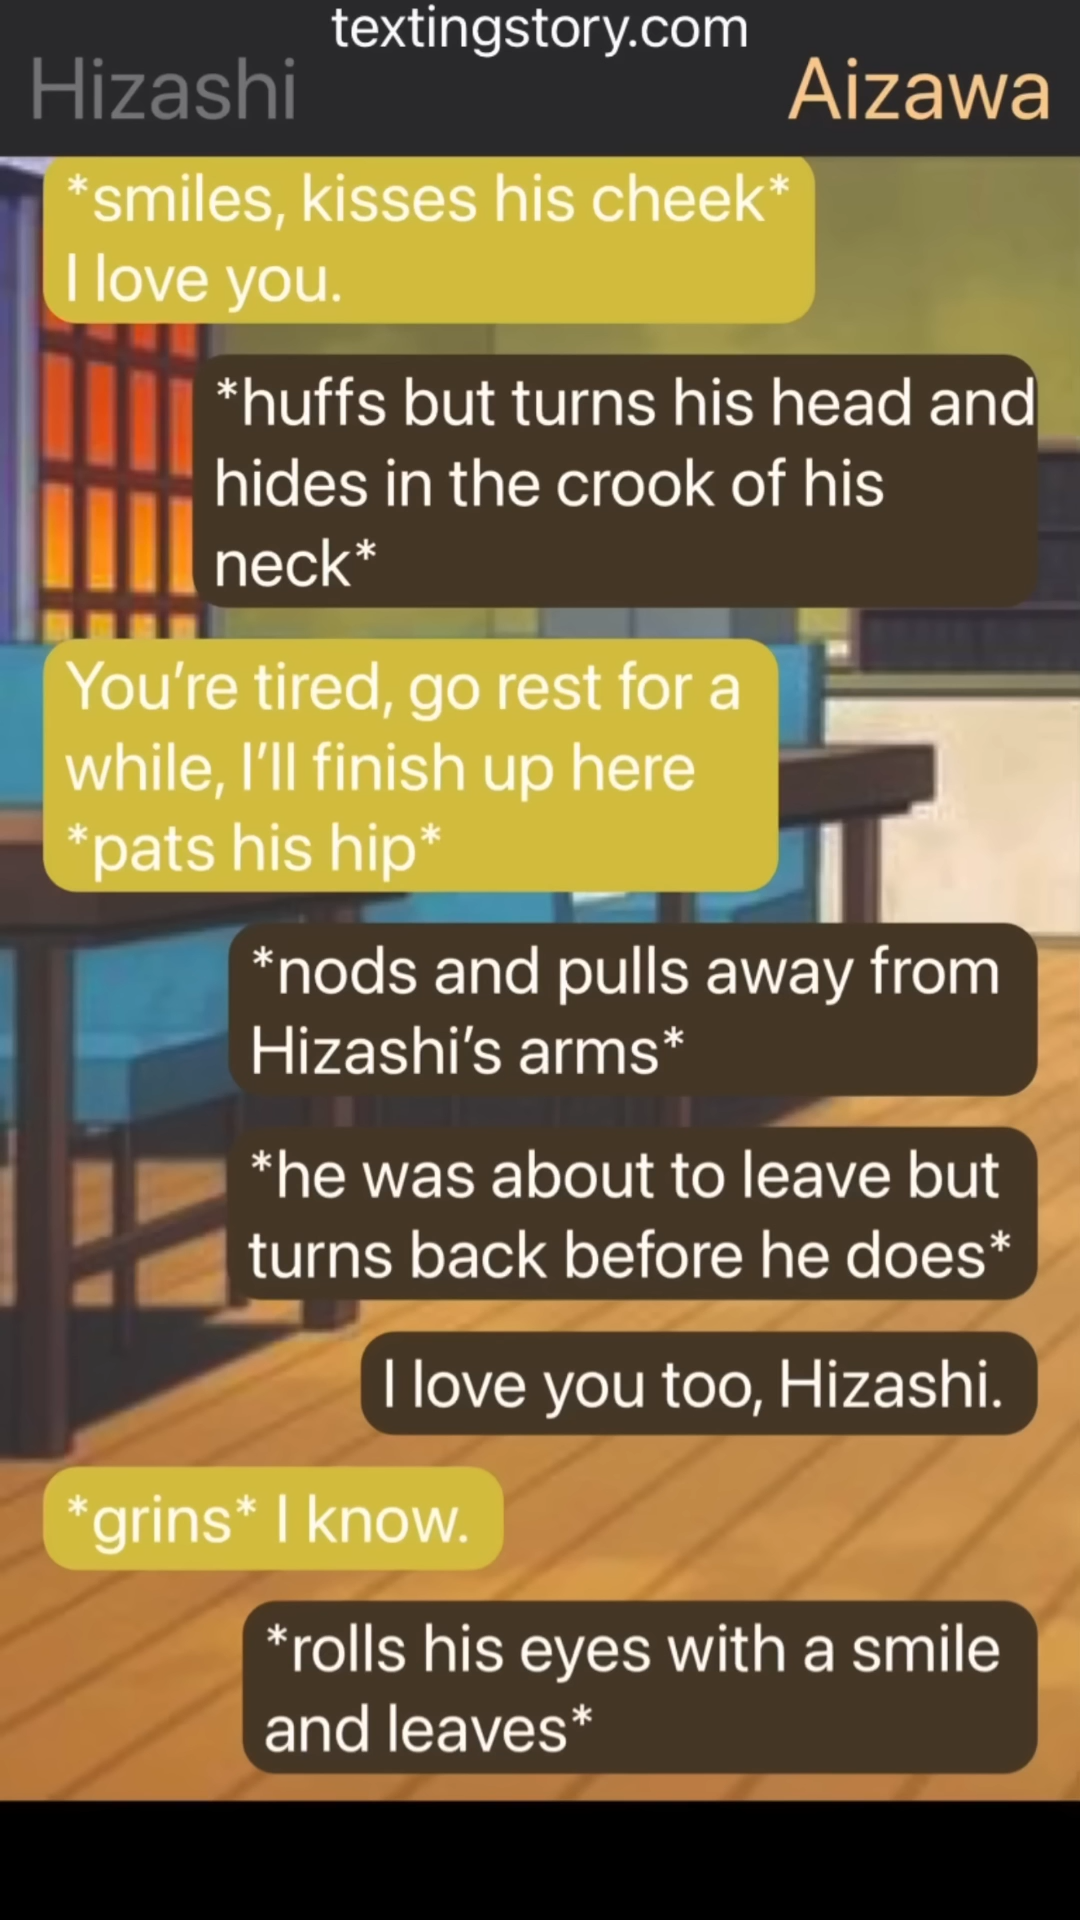 textingstory.com
Hizashi
Aizawa
*smiles, kisses his cheek*
I love you.
*huffs but turns his head and
hides in the crook of his
neck*
You’re tired, go rest for a
while, I’ll finish up here
*pats his hip*
*nods and pulls away from
Hizashi’s arms*
*he was about to leave but
turns back before he does*
I love you too, Hizashi.
*grins* I know.
*rolls his eyes with a smile
and leaves*